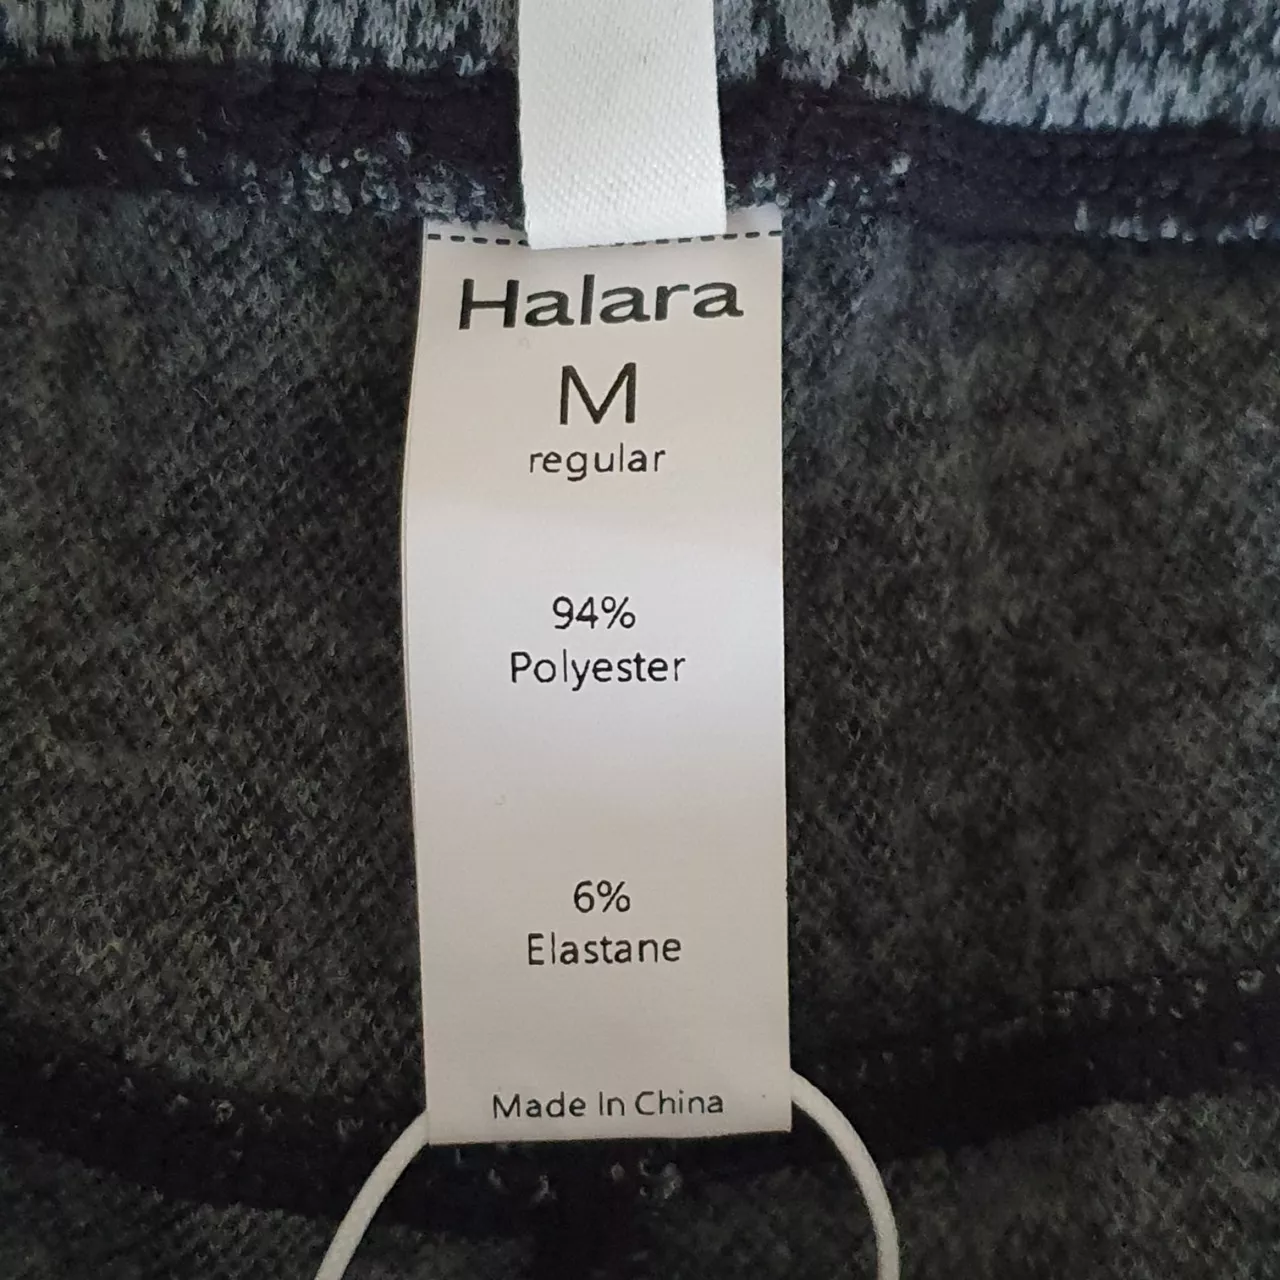 Halara
M
regular
94%
Polyester
6%
Elastane
Made In China